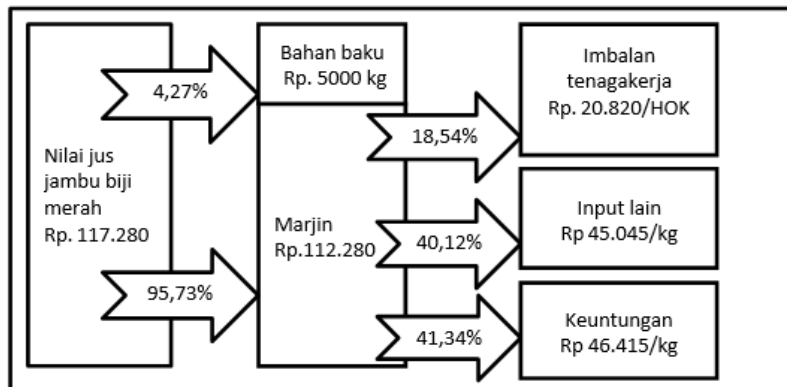 Nilai jus
jambu biji
merah
Rp. 117.280
4,27%
95,73%
Bahan baku
Rp. 5000 kg
Marjin
Rp.112.280
18,54%
40,12%
41,34%
Imbalan
tenagakerja
Rp. 20.820/HOK
Input lain
Rp 45.045/kg
Keuntungan
Rp 46.415/kg